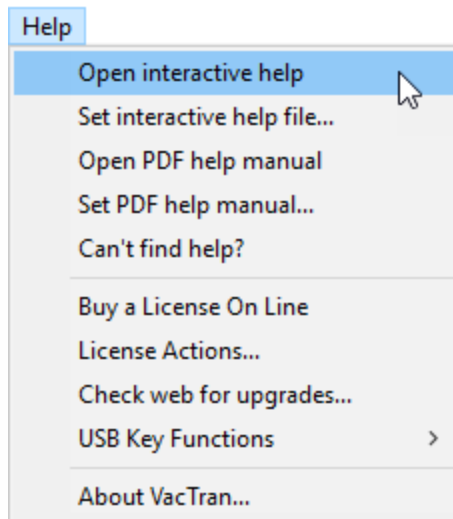 Help
Open interactive help
Set interactive help file...
Open PDF help manual
Set PDF help manual...
Can't find help?
Buy a License On Line
License Actions...
Check web for upgrades...
USB Key Functions
About VacTran...